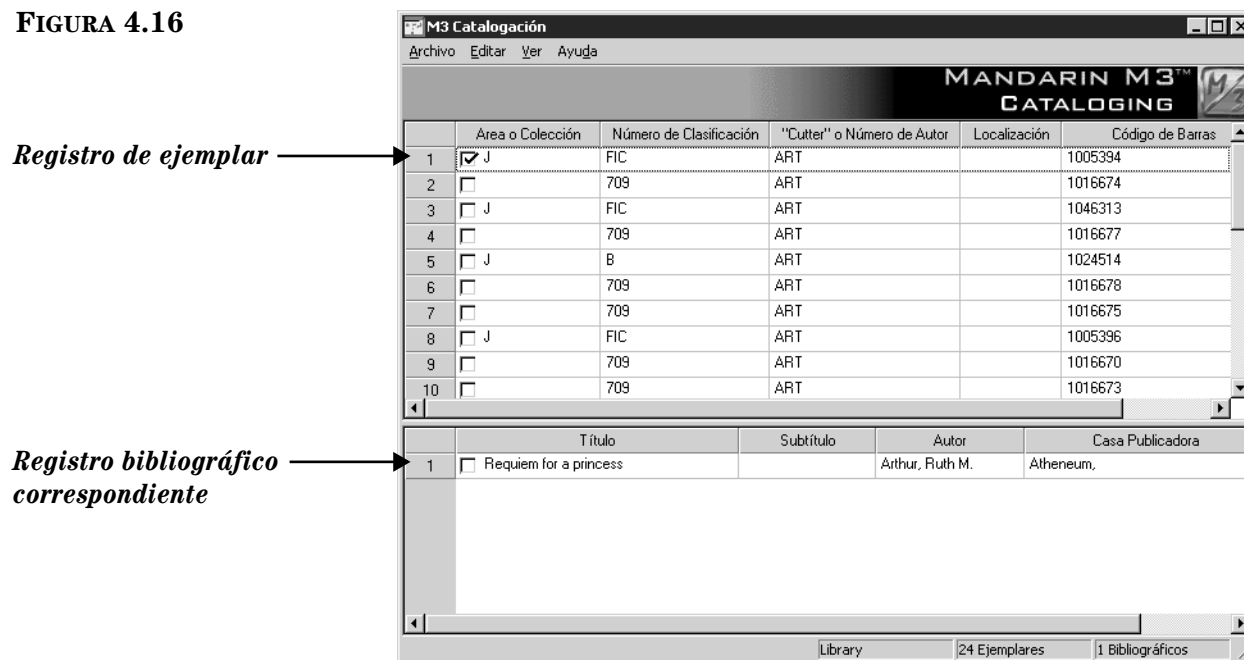 FIGURA 4.16
M3 Catalogación
Archivo Editar Ver Ayuda
MANDARIN M3™
CATALOGING
Area o Colección Número de Clasificación "Cutter" o Número de Autor Localización Código de Barras
Registro de ejemplar
1 J FIC ART 1005394
2 709 ART 1016674
3 J FIC ART 1046313
4 709 ART 1016677
5 J B ART 1024514
6 709 ART 1016678
7 709 ART 1016675
8 J FIC ART 1005396
9 709 ART 1016670
10 709 ART 1016673
Título Subtítulo Autor Casa Publicadora
Registro bibliográfico
correspondiente
1 Requiem for a princess Arthur, Ruth M. Atheneum,
Library 24 Ejemplares 1 Bibliográficos